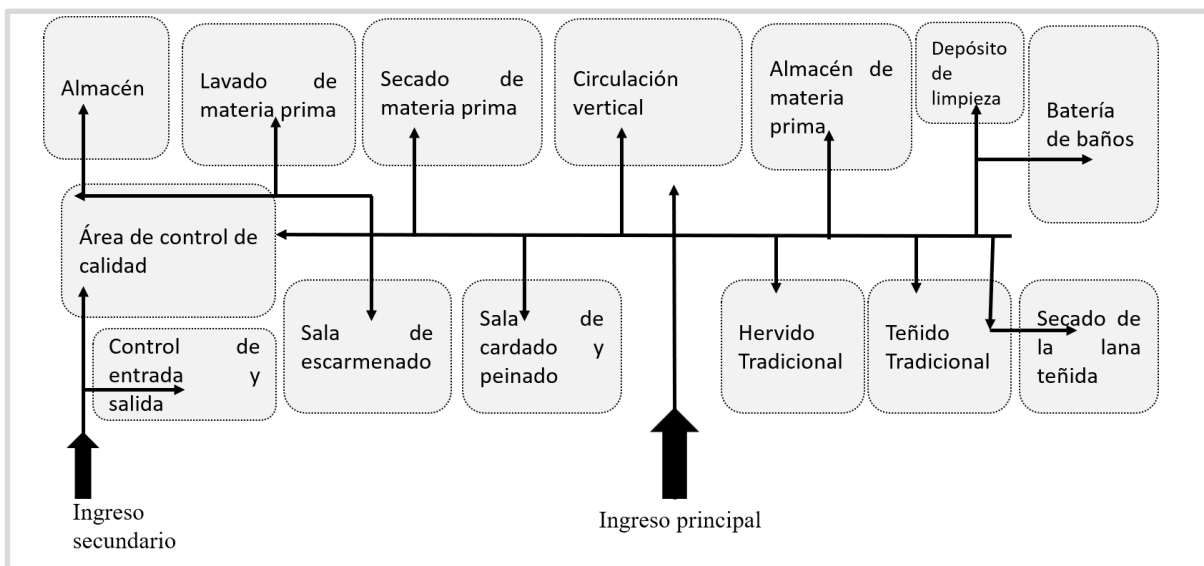 Almacén
Lavado de
materia prima
Secado de
materia prima
Circulación
vertical
Almacén de
materia
prima
Depósito
de
limpieza
Batería
de baños
Área de control de
calidad
Control de
entrada y
salida
Sala de
escarmenado
Sala de
cardado y
peinado
Hervido
Tradicional
Teñido
Tradicional
Secado de
la lana
teñida
Ingreso
secundario
Ingreso principal